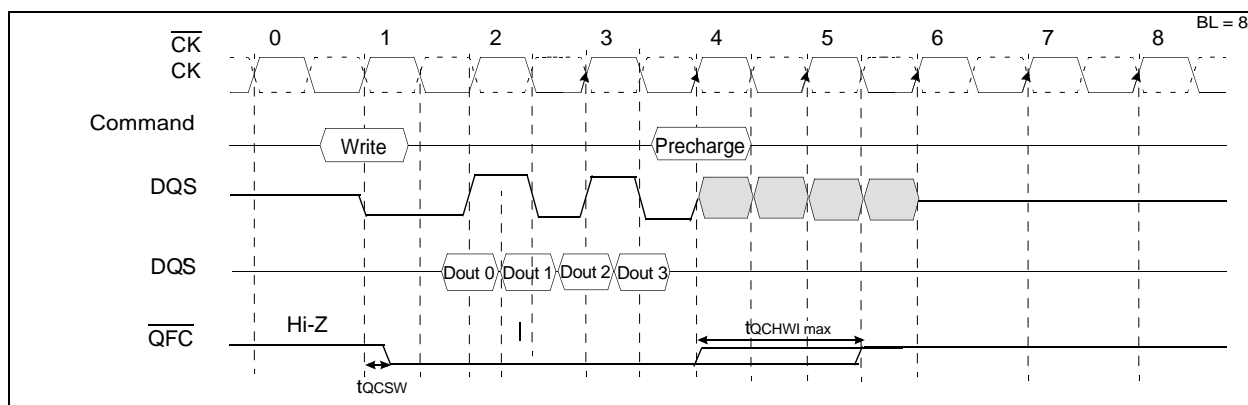 BL = 8
0 1 2 3 4 5 6 7 8
CK
CK
Command
Write Precharge
DQS
DQS
Dout 0 Dout 1 Dout 2 Dout 3
Hi-Z
tQCHWI max
QFC
tQCSW